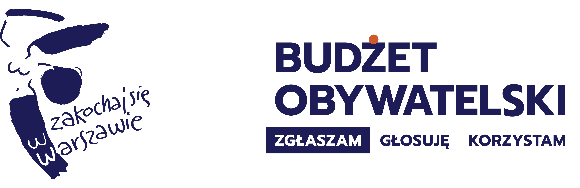 zakochaj się
w Warszawie
BUDŻET
OBYWATELSKI
ZGŁASZAM GŁOSUJĘ KORZYSTAM